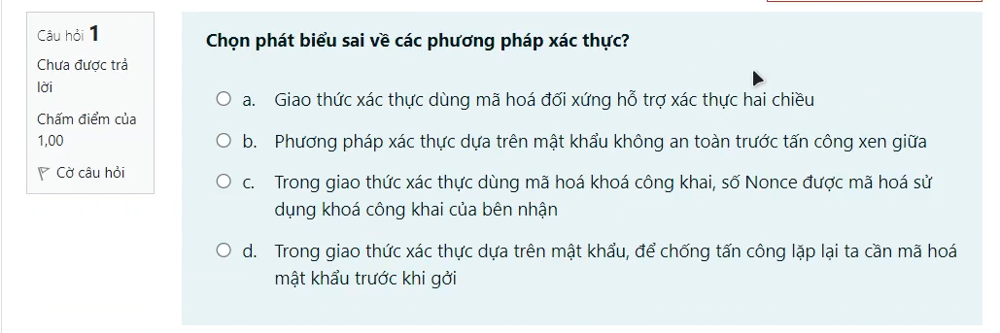 Câu hỏi 1
Chưa được trả
lời
Chấm điểm của
1,00
Cờ câu hỏi
Chọn phát biểu sai về các phương pháp xác thực?
a. Giao thức xác thực dùng mã hoá đối xứng hỗ trợ xác thực hai chiều
b. Phương pháp xác thực dựa trên mật khẩu không an toàn trước tấn công xen giữa
c. Trong giao thức xác thực dùng mã hoá khoá công khai, số Nonce được mã hoá sử
dụng khoá công khai của bên nhận
d. Trong giao thức xác thực dựa trên mật khẩu, để chống tấn công lặp lại ta cần mã hoá
mật khẩu trước khi gởi